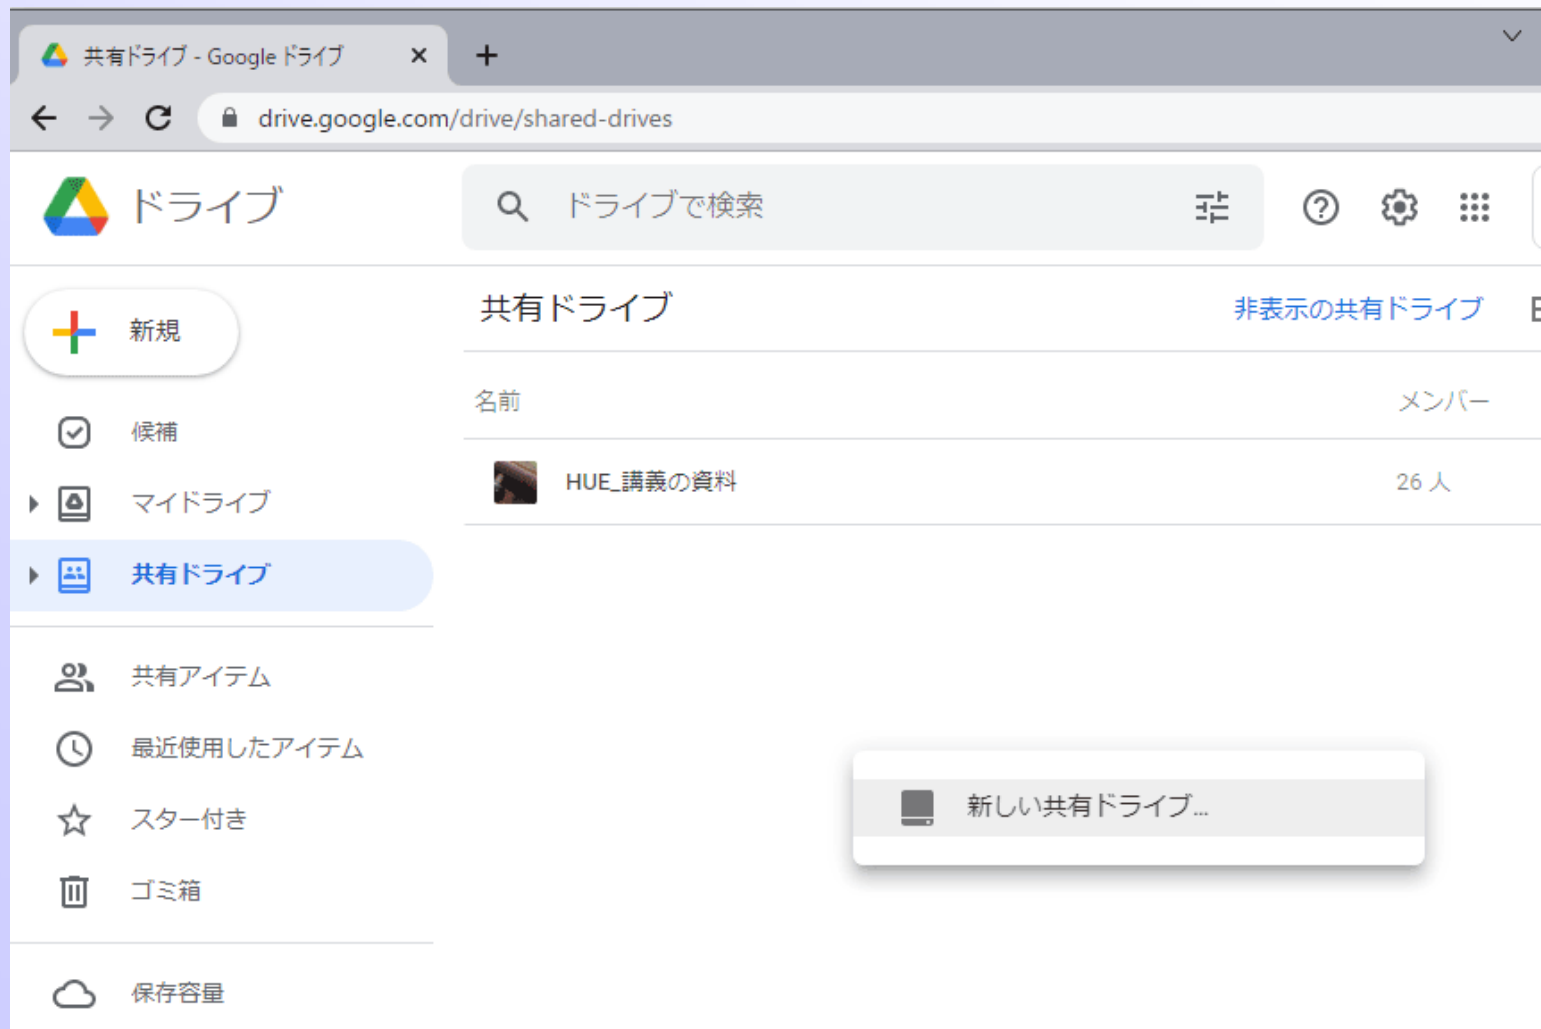 共有ドライブ - Google ドライブ
drive.google.com/drive/shared-drives
ドライブ
ドライブで検索
新規
共有ドライブ
非表示の共有ドライブ
候補
名前
メンバー
マイドライブ
HUE_講義の資料
26 人
共有ドライブ
共有アイテム
最近使用したアイテム
スター付き
新しい共有ドライブ...
ゴミ箱
保存容量